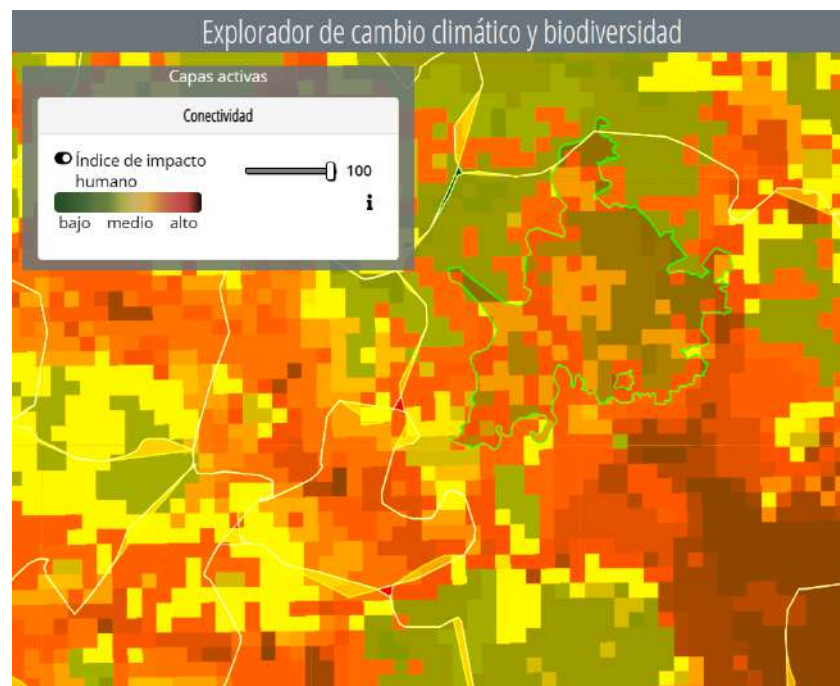 Explorador de cambio climático y biodiversidad
Capas activas
Conectividad
Índice de impacto
humano
100
bajo medio alto